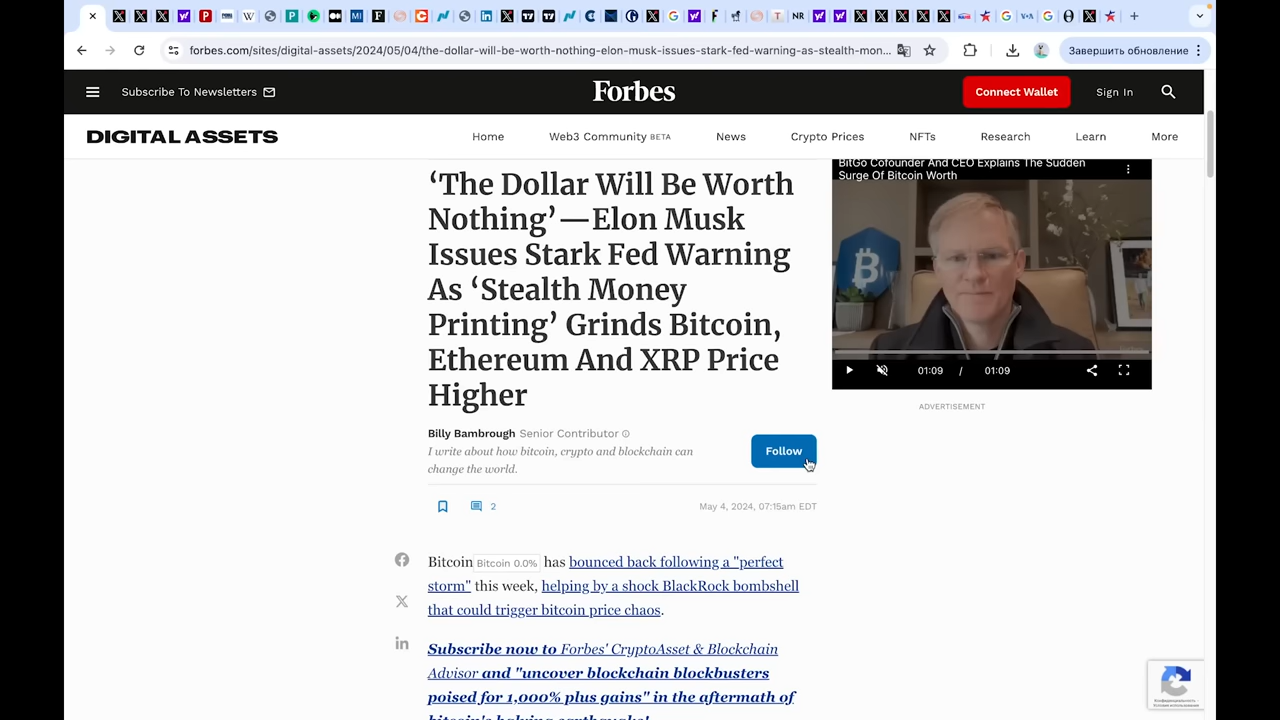 forbes.com/sites/digital-assets/2024/05/04/the-dollar-will-be-worth-nothing-elon-musk-issues-stark-fed-warning-as-stealth-mon...
Завершить обновление
Subscribe To Newsletters
Forbes
Connect Wallet
Sign In
DIGITAL ASSETS
Home
Web3 Community BETA
News
Crypto Prices
NFTs
Research
Learn
More
‘The Dollar Will Be Worth
Nothing’—Elon Musk
Issues Stark Fed Warning
As ‘Stealth Money
Printing’ Grinds Bitcoin,
Ethereum And XRP Price
Higher
BitGo Cofounder And CEO Explains The Sudden
Surge Of Bitcoin Worth
01:09 / 01:09
ADVERTISEMENT
Billy Bambrough Senior Contributor
I write about how bitcoin, crypto and blockchain can
change the world.
Follow
2
May 4, 2024, 07:15am EDT
Bitcoin Bitcoin 0.0% has bounced back following a "perfect
storm" this week, helping by a shock BlackRock bombshell
that could trigger bitcoin price chaos.
Subscribe now to Forbes' CryptoAsset & Blockchain
Advisor and "uncover blockchain blockbusters
poised for 1,000% plus gains" in the aftermath of
bitcoin's halving earthquake!